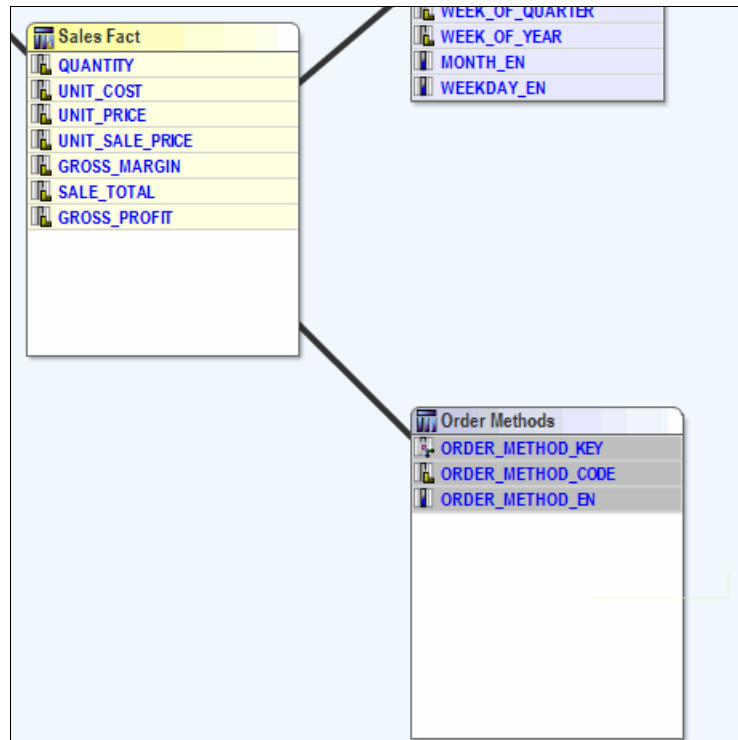 Sales Fact
QUANTITY
UNIT_COST
UNIT_PRICE
UNIT_SALE_PRICE
GROSS_MARGIN
SALE_TOTAL
GROSS_PROFIT
WEEK_OF_QUARTER
WEEK_OF_YEAR
MONTH_EN
WEEKDAY_EN
Order Methods
ORDER_METHOD_KEY
ORDER_METHOD_CODE
ORDER_METHOD_EN